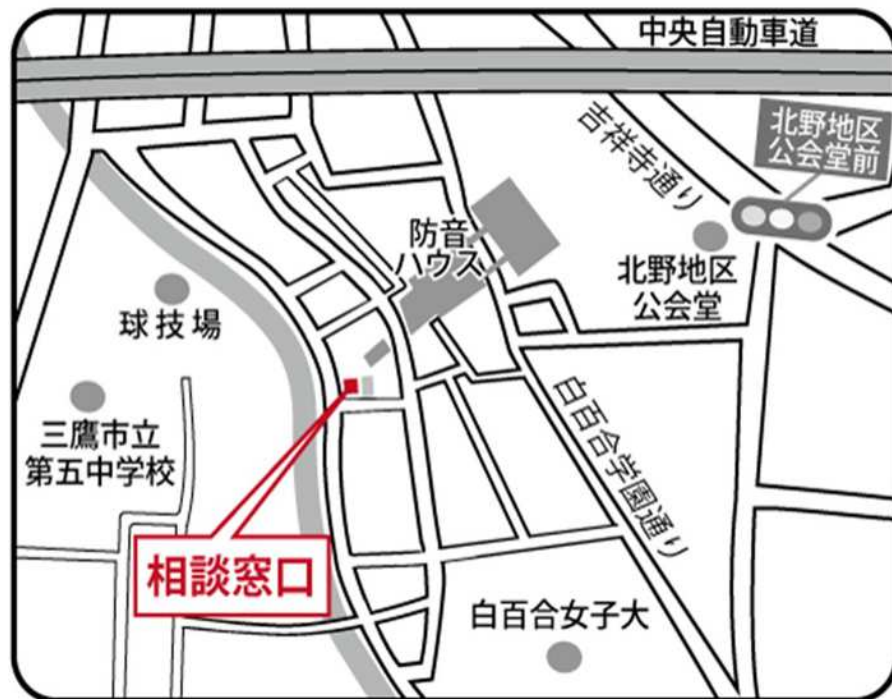 中央自動車道
吉祥寺通り
北野地区
公会堂前
防音
ハウス
北野地区
公会堂
球技場
三鷹市立
第五中学校
白百合学園通り
相談窓口
白百合女子大